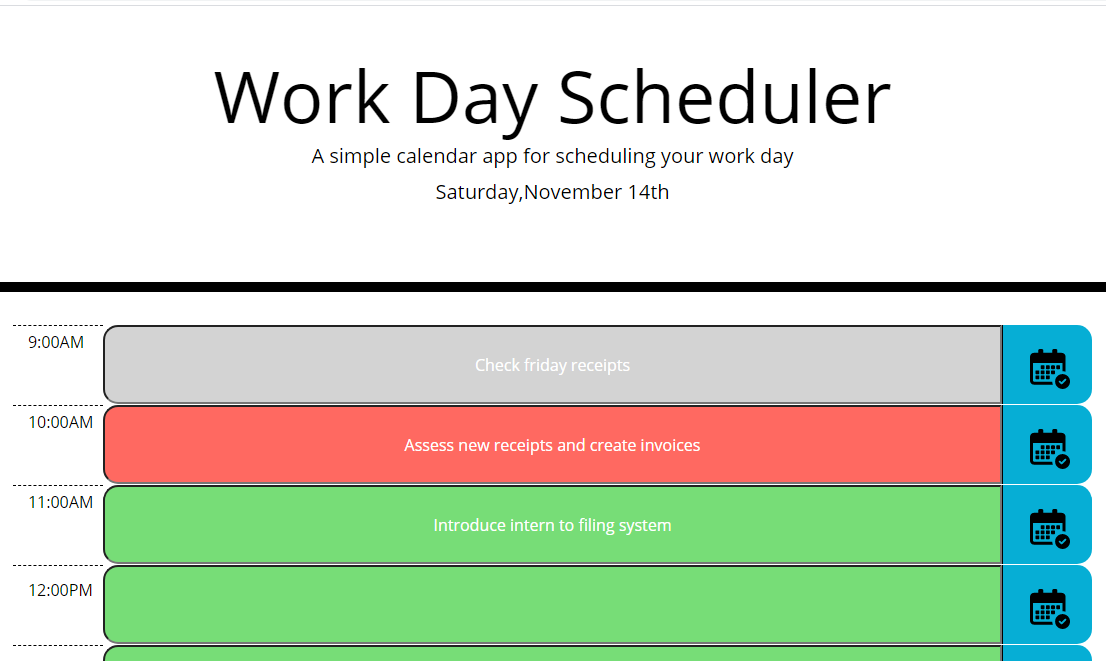 Work Day Scheduler
A simple calendar app for scheduling your work day
Saturday,November 14th
9:00AM
Check friday receipts
10:00AM
Assess new receipts and create invoices
11:00AM
Introduce intern to filing system
12:00PM